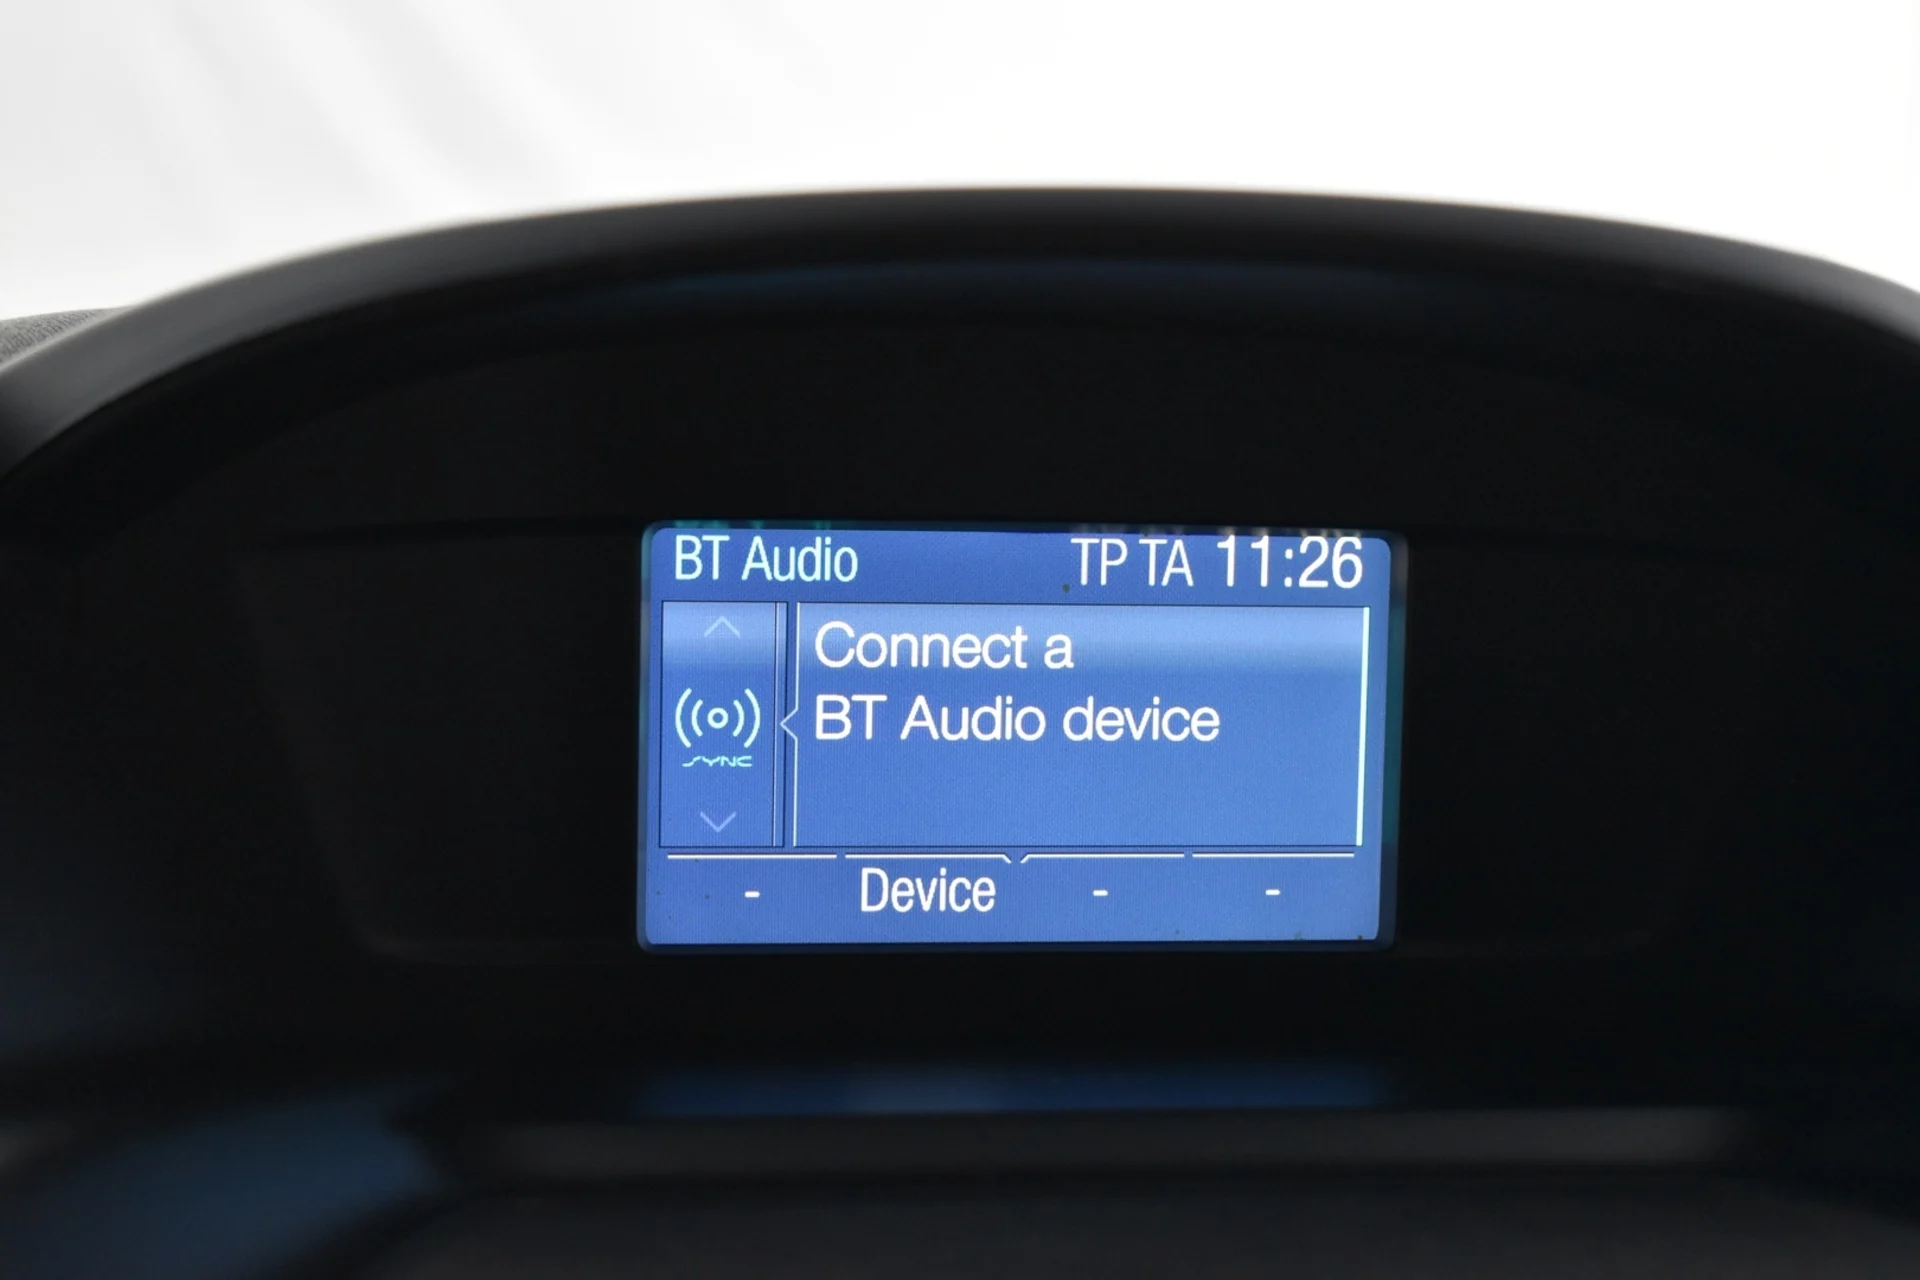 BT Audio TP TA 11:26
Connect a
BT Audio device
SYNC
- Device - -